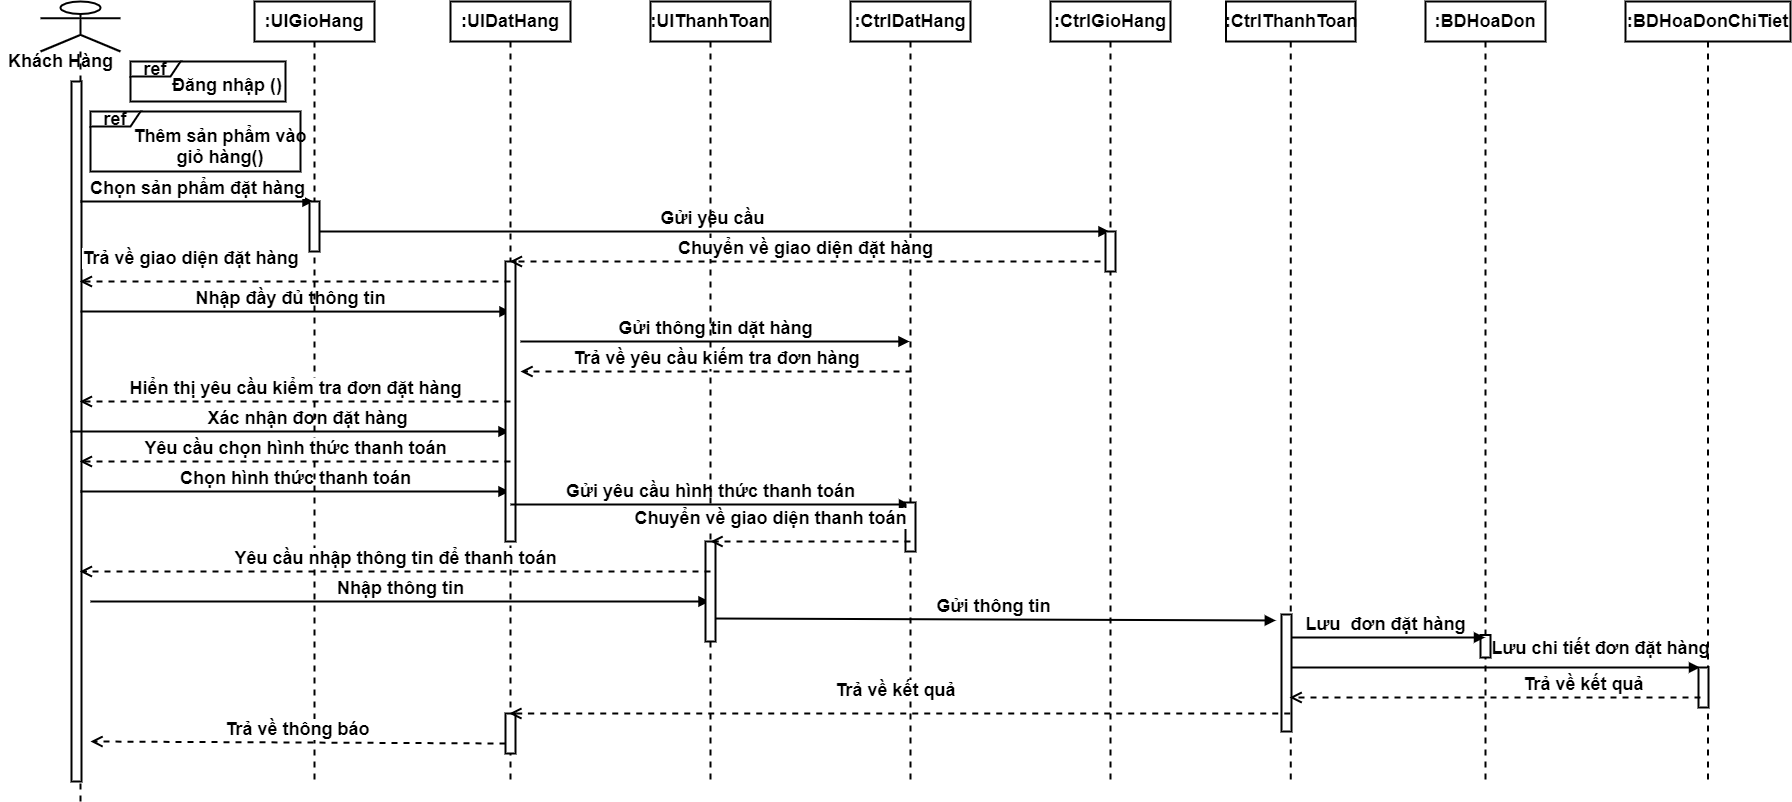 :UIGioHang
:UIDatHang
:UIThanhToan
:CtrlDatHang
:CtrlGioHang
:CtrlThanhToan
:BDHoaDon
:BDHoaDonChiTiet
Khách Hàng
ref
Đăng nhập ()
ref
Thêm sản phẩm vào
giỏ hàng()
Chọn sản phẩm đặt hàng
Gửi yêu cầu
Chuyển về giao diện đặt hàng
Trả về giao diện đặt hàng
Nhập đầy đủ thông tin
Gửi thông tin dặt hàng
Trả về yêu cầu kiếm tra đơn hàng
Hiển thị yêu cầu kiểm tra đơn đặt hàng
Xác nhận đơn đặt hàng
Yêu cầu chọn hình thức thanh toán
Chọn hình thức thanh toán
Gửi yêu cầu hình thức thanh toán
Chuyển về giao diện thanh toán
Yêu cầu nhập thông tin để thanh toán
Nhập thông tin
Gửi thông tin
Lưu  đơn đặt hàng
Lưu chi tiết đơn đặt hàng
Trả về kết quả
Trả về kết quả
Trả về thông báo